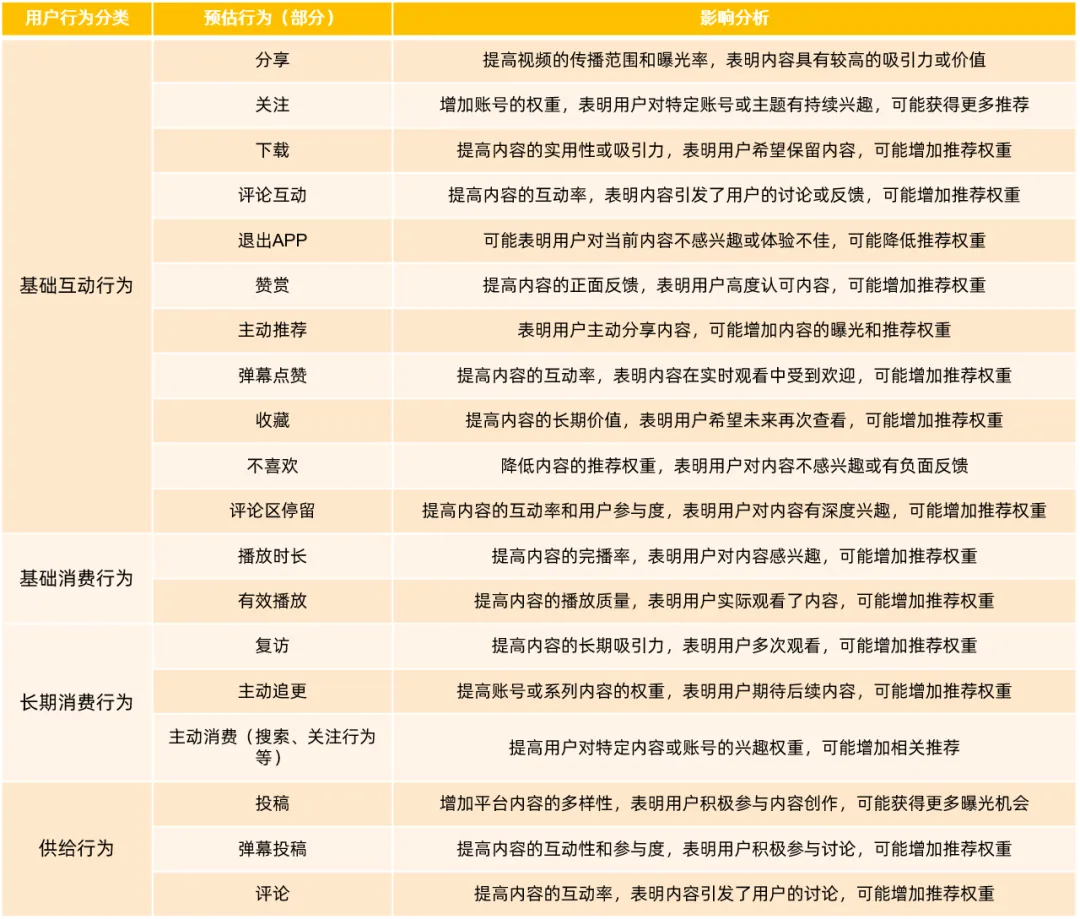 用户行为分类 预估行为（部分） 影响分析
基础互动行为
分享 提高视频的传播范围和曝光率，表明内容具有较高的吸引力或价值
关注 增加账号的权重，表明用户对特定账号或主题有持续兴趣，可能获得更多推荐
下载 提高内容的实用性或吸引力，表明用户希望保留内容，可能增加推荐权重
评论互动 提高内容的互动率，表明内容引发了用户的讨论或反馈，可能增加推荐权重
退出APP 可能表明用户对当前内容不感兴趣或体验不佳，可能降低推荐权重
赞赏 提高内容的正面反馈，表明用户高度认可内容，可能增加推荐权重
主动推荐 表明用户主动分享内容，可能增加内容的曝光和推荐权重
弹幕点赞 提高内容的互动率，表明内容在实时观看中受到欢迎，可能增加推荐权重
收藏 提高内容的长期价值，表明用户希望未来再次查看，可能增加推荐权重
不喜欢 降低内容的推荐权重，表明用户对内容不感兴趣或有负面反馈
评论区停留 提高内容的互动率和用户参与度，表明用户对内容有深度兴趣，可能增加推荐权重
基础消费行为
播放时长 提高内容的完播率，表明用户对内容感兴趣，可能增加推荐权重
有效播放 提高内容的播放质量，表明用户实际观看了内容，可能增加推荐权重
长期消费行为
复访 提高内容的长期吸引力，表明用户多次观看，可能增加推荐权重
主动追更 提高账号或系列内容的权重，表明用户期待后续内容，可能增加推荐权重
主动消费（搜索、关注行为
等） 提高用户对特定内容或账号的兴趣权重，可能增加相关推荐
供给行为
投稿 增加平台内容的多样性，表明用户积极参与内容创作，可能获得更多曝光机会
弹幕投稿 提高内容的互动性和参与度，表明用户积极参与讨论，可能增加推荐权重
评论 提高内容的互动率，表明内容引发了用户的讨论，可能增加推荐权重